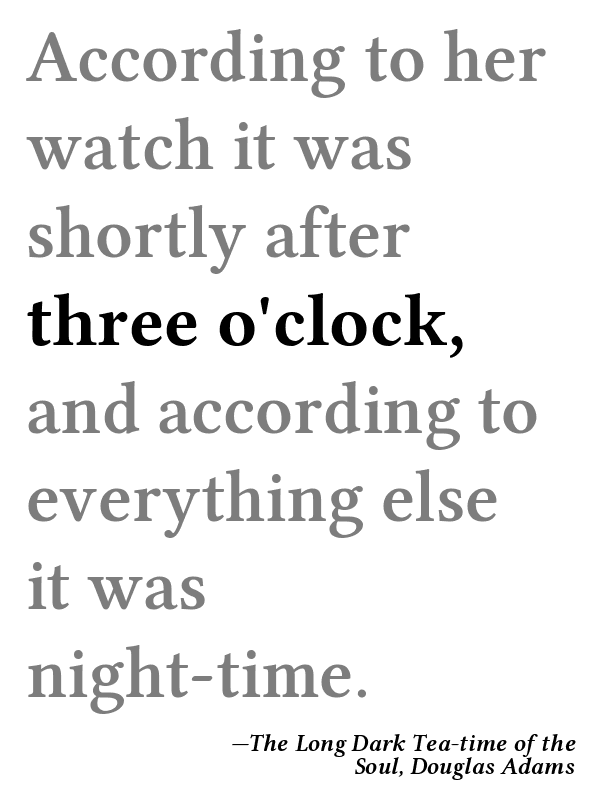 According to her
watch it was
shortly after
three o'clock,
and according to
everything else
it was
night-time.
—The Long Dark Tea-time of the
Soul, Douglas Adams